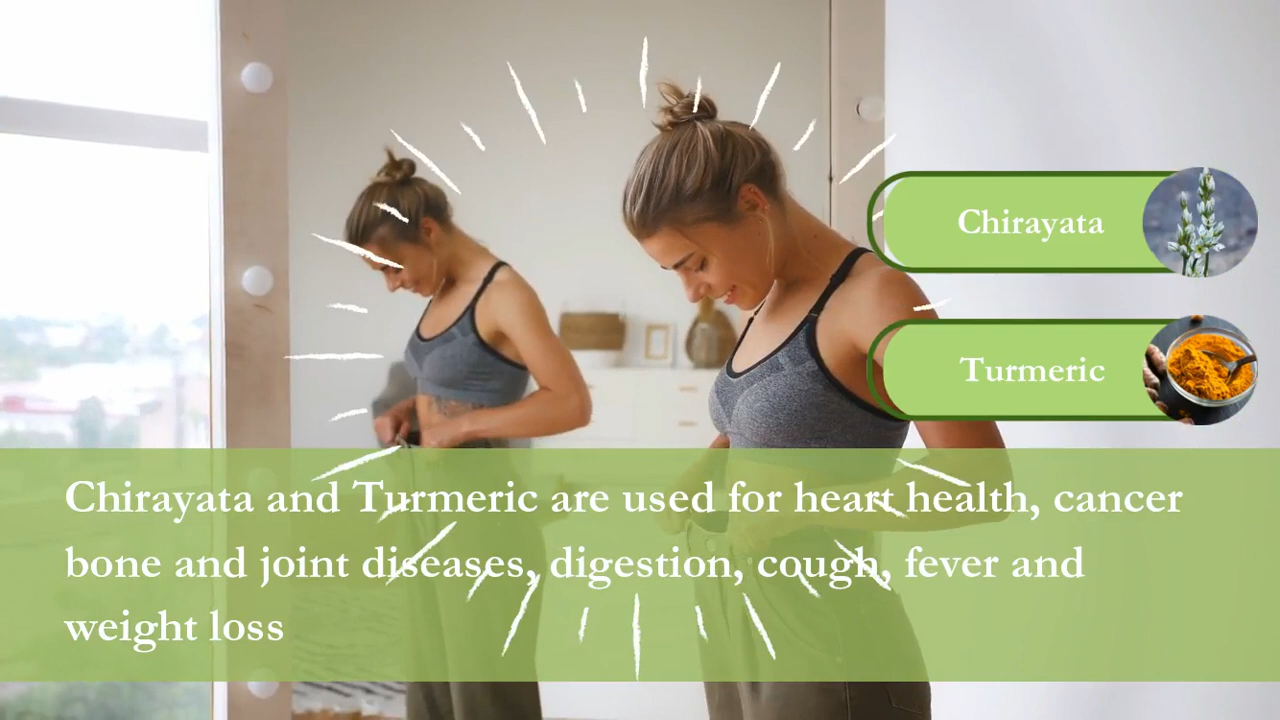 Chirayata
Turmeric
Chirayata and Turmeric are used for heart health, cancer
bone and joint diseases, digestion, cough, fever and
weight loss